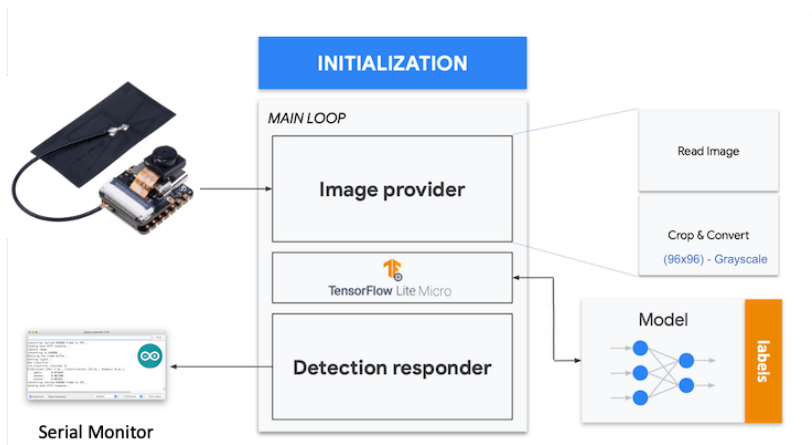 INITIALIZATION
MAIN LOOP
Image provider
Read Image
Crop & Convert
(96x96) - Grayscale
TensorFlow Lite Micro
Model
labels
Detection responder
Serial Monitor